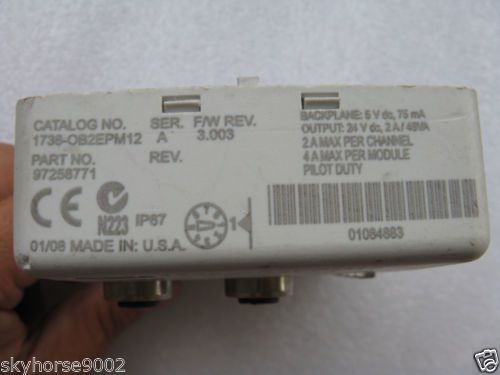 CATALOG NO. SER. F/W REV.
1738-OB2EPM12 A 3.003
PART NO. REV.
97258771
BACKPLANE: 5 V dc, 75 mA
OUTPUT: 24 V dc, 2 A / 48VA
2 A MAX PER CHANNEL
4 A MAX PER MODULE
PILOT DUTY
CE N223 IP67 1
01084883
01/08 MADE IN: U.S.A.
skyhorse9002